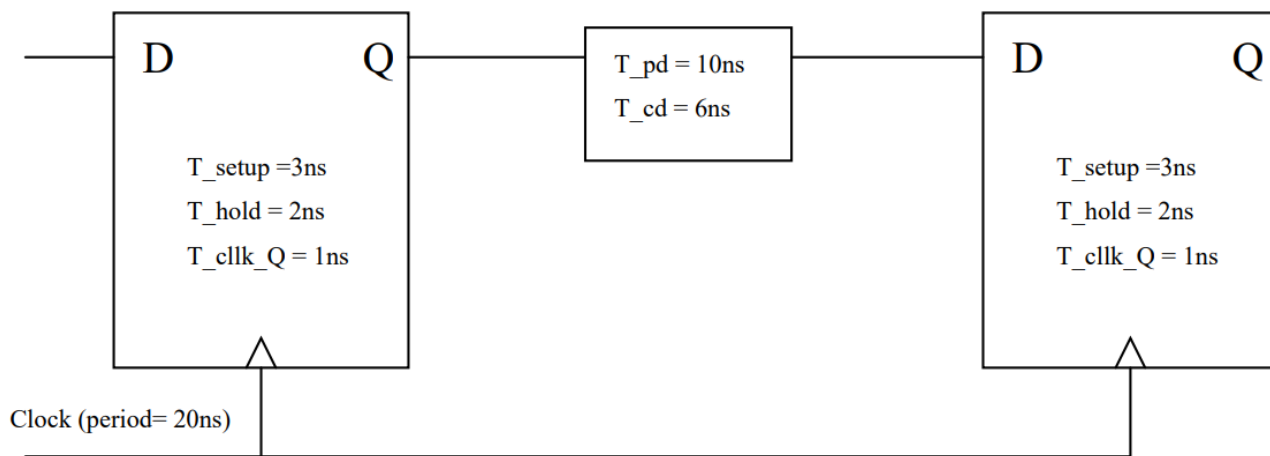 D Q
T_pd = 10ns
T_cd = 6ns
D Q
T_setup =3ns
T_hold = 2ns
T_cllk_Q = 1ns
T_setup =3ns
T_hold = 2ns
T_cllk_Q = 1ns
Clock (period= 20ns)